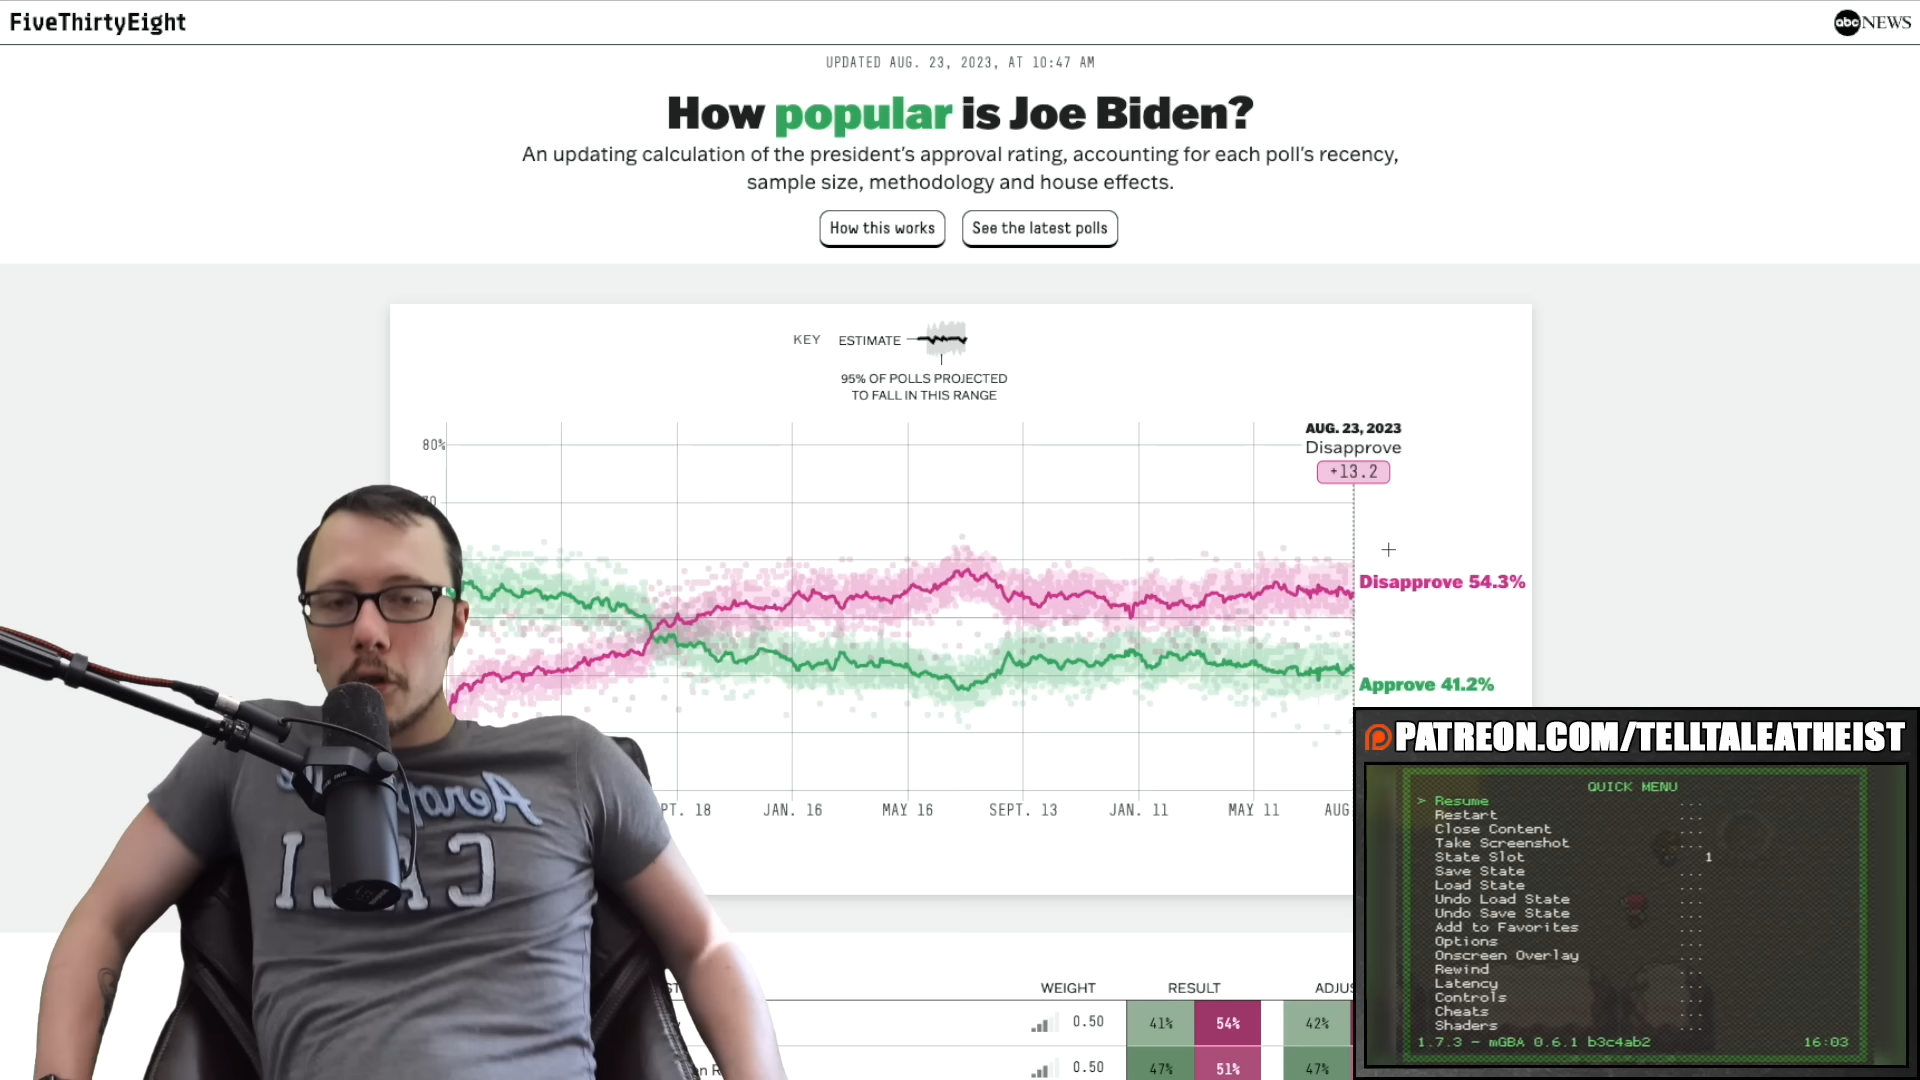 FiveThirtyEight
abc NEWS
UPDATED AUG. 23, 2023, AT 10:47 AM
How popular is Joe Biden?
An updating calculation of the president's approval rating, accounting for each poll's recency,
sample size, methodology and house effects.
How this works
See the latest polls
KEY ESTIMATE
95% OF POLLS PROJECTED
TO FALL IN THIS RANGE
AUG. 23, 2023
Disapprove
+13.2
80%
Disapprove 54.3%
Approve 41.2%
PT. 18 JAN. 16 MAY 16 SEPT. 13 JAN. 11 MAY 11 AUG
WEIGHT RESULT ADJUS
0.50 41% 54% 42%
0.50 47% 51% 47%
PATREON.COM/TELLTALEATHEIST
QUICK MENU
> Resume ...
Restart ...
Close Content ...
Take Screenshot ...
State Slot 1
Save State ...
Load State ...
Undo Load State ...
Undo Save State ...
Add to Favorites ...
Options ...
Onscreen Overlay ...
Rewind ...
Latency ...
Controls ...
Cheats ...
Shaders ...
1.7.3 - mGBA 0.6.1 b3c4ab2 16:03